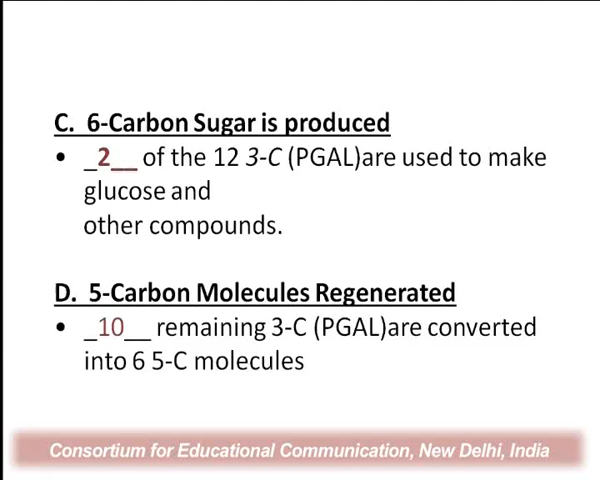 C. 6-Carbon Sugar is produced
• _2__ of the 12 3-C (PGAL)are used to make
glucose and
other compounds.
D. 5-Carbon Molecules Regenerated
• _10__ remaining 3-C (PGAL)are converted
into 6 5-C molecules
Consortium for Educational Communication, New Delhi, India